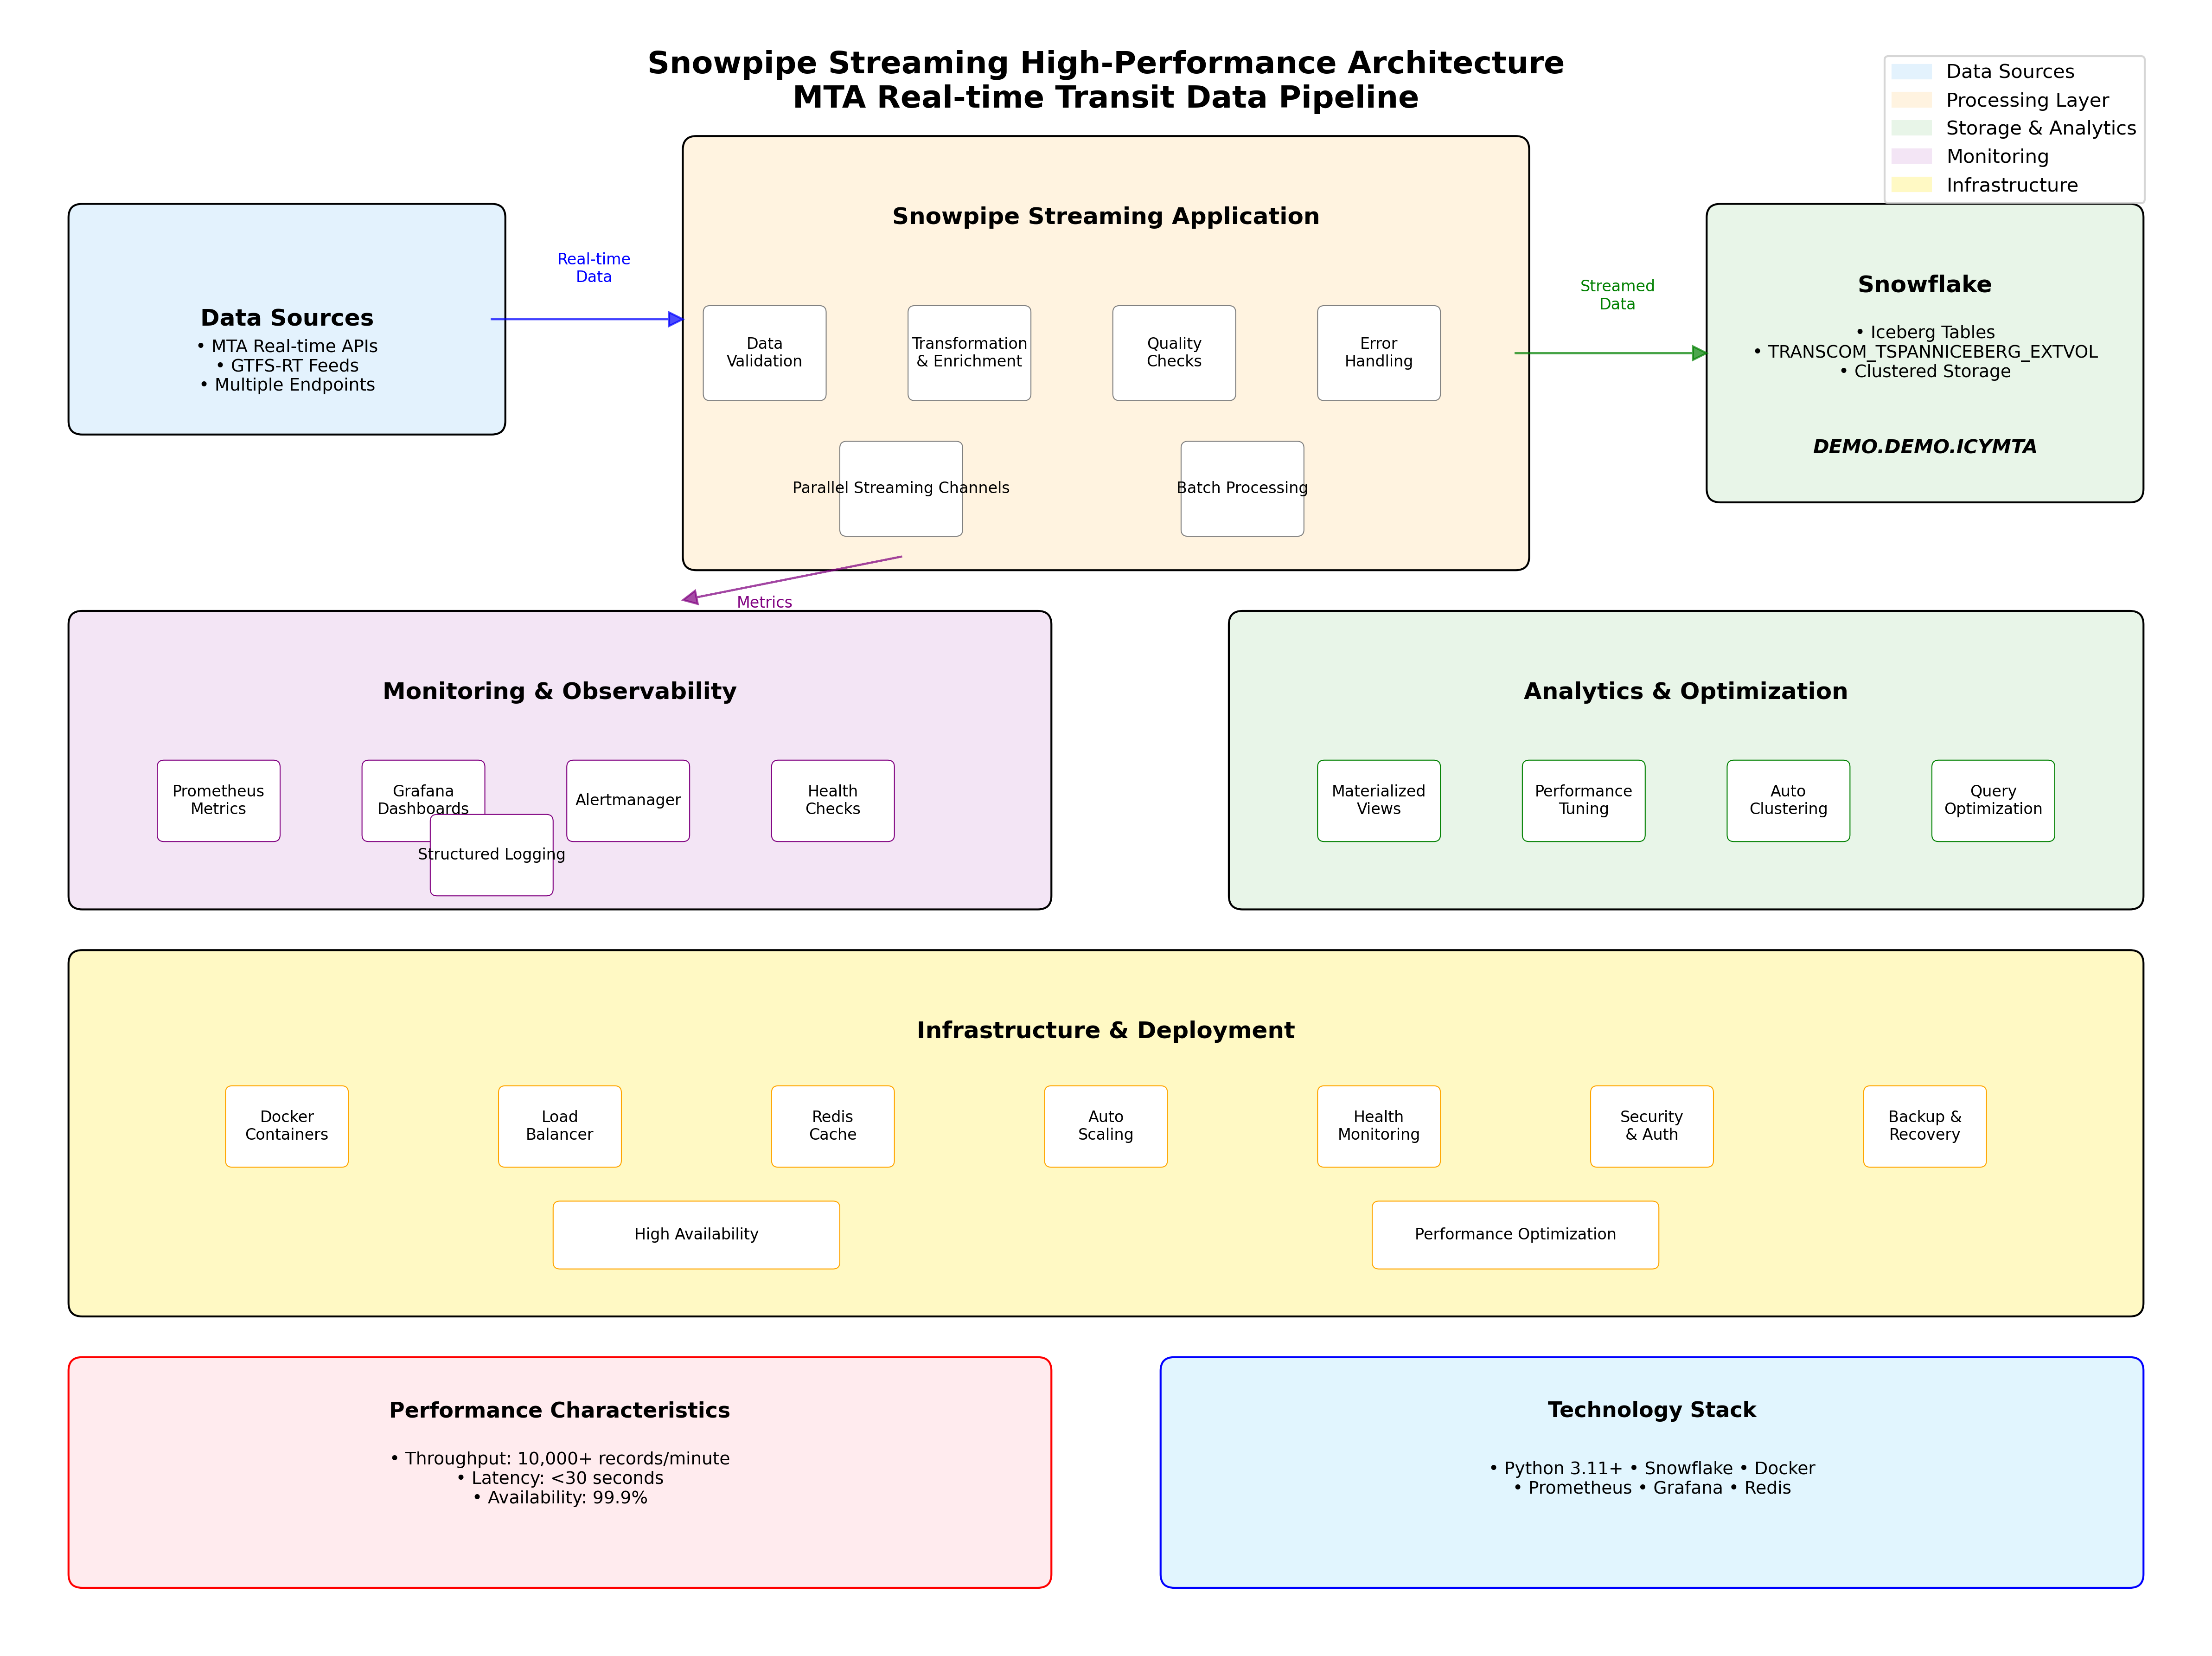 Snowpipe Streaming High-Performance Architecture
MTA Real-time Transit Data Pipeline
Data Sources
Processing Layer
Storage & Analytics
Monitoring
Infrastructure
Data Sources
• MTA Real-time APIs
• GTFS-RT Feeds
• Multiple Endpoints
Real-time
Data
Snowpipe Streaming Application
Data
Validation
Transformation
& Enrichment
Quality
Checks
Error
Handling
Parallel Streaming Channels
Batch Processing
Streamed
Data
Snowflake
• Iceberg Tables
• TRANSCOM_TSPANNICEBERG_EXTVOL
• Clustered Storage
DEMO.DEMO.ICYMTA
Metrics
Monitoring & Observability
Prometheus
Metrics
Grafana
Dashboards
Alertmanager
Health
Checks
Structured Logging
Analytics & Optimization
Materialized
Views
Performance
Tuning
Auto
Clustering
Query
Optimization
Infrastructure & Deployment
Docker
Containers
Load
Balancer
Redis
Cache
Auto
Scaling
Health
Monitoring
Security
& Auth
Backup &
Recovery
High Availability
Performance Optimization
Performance Characteristics
• Throughput: 10,000+ records/minute
• Latency: <30 seconds
• Availability: 99.9%
Technology Stack
• Python 3.11+ • Snowflake • Docker
• Prometheus • Grafana • Redis